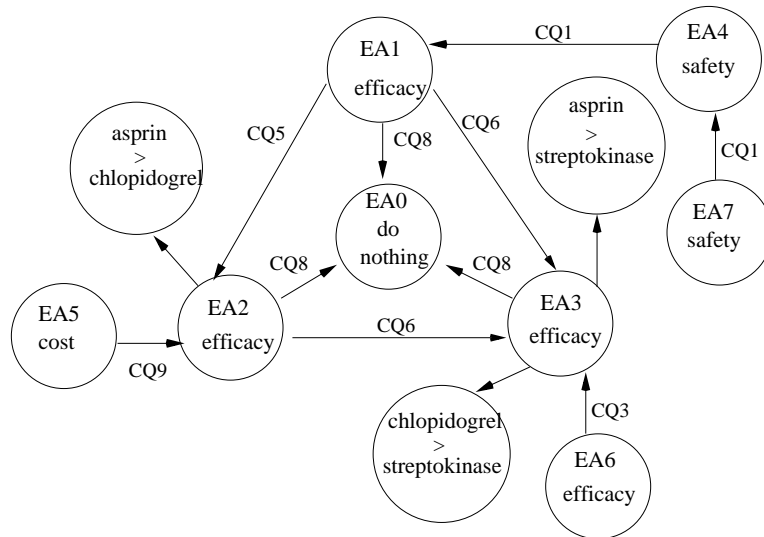 EA1
efficacy
CQ1
EA4
safety
asprin
>
chlopidogrel
CQ5
CQ8
CQ6
asprin
>
streptokinase
CQ1
EA7
safety
EA0
do
nothing
CQ8
CQ8
EA5
cost
CQ9
EA2
efficacy
CQ6
EA3
efficacy
chlopidogrel
>
streptokinase
CQ3
EA6
efficacy